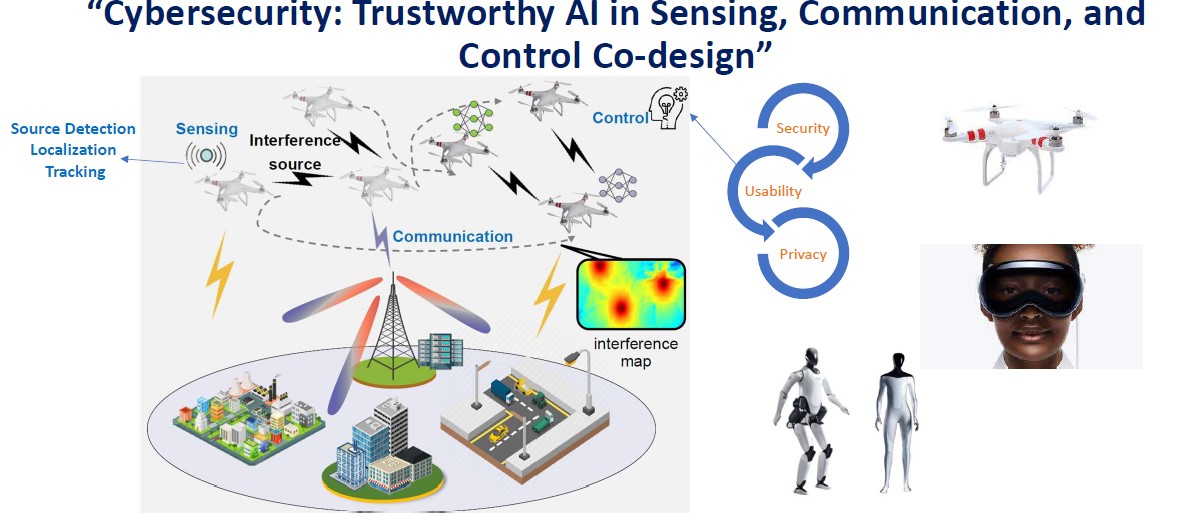 “Cybersecurity: Trustworthy AI in Sensing, Communication, and
Control Co-design”
Source Detection
Localization
Tracking
Sensing
Interference
source
Control
Communication
interference
map
Security
Usability
Privacy